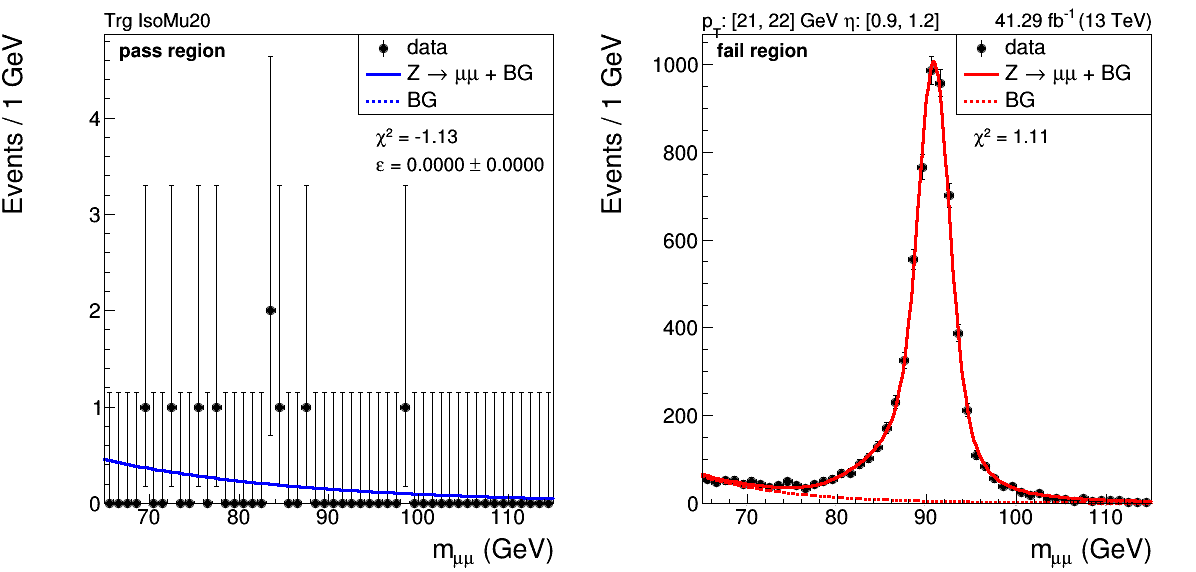 Trg IsoMu20
Events / 1 GeV
pass region
data
Z → μμ + BG
BG
χ² = -1.13
ε = 0.0000 ± 0.0000
4
3
2
1
0
70 80 90 100 110
m_μμ (GeV)
p_T: [21, 22] GeV η: [0.9, 1.2] 41.29 fb⁻¹ (13 TeV)
Events / 1 GeV
fail region
data
Z → μμ + BG
BG
χ² = 1.11
1000
800
600
400
200
0
70 80 90 100 110
m_μμ (GeV)